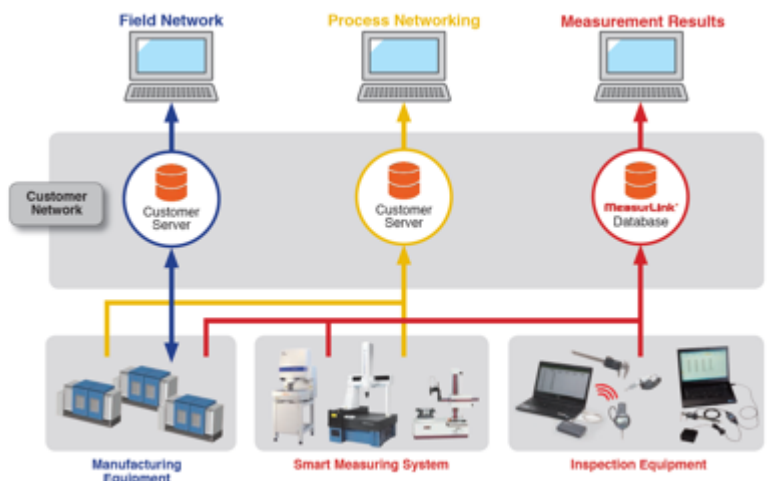 Field Network
Process Networking
Measurement Results
Customer
Network
Customer
Server
Customer
Server
MeasurLink®
Database
Manufacturing
Equipment
Smart Measuring System
Inspection Equipment